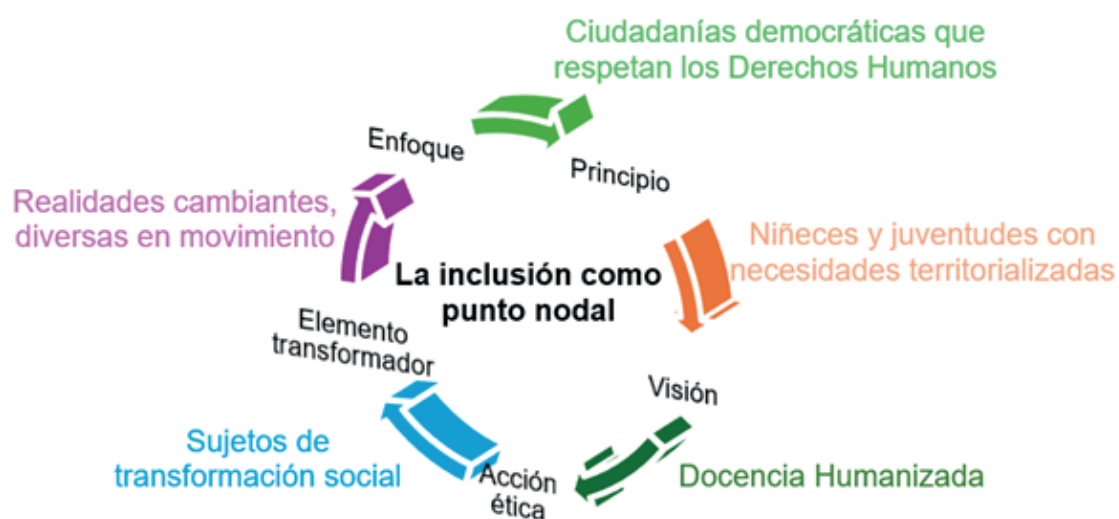 Ciudadanías democráticas que
respetan los Derechos Humanos
Enfoque
Principio
Realidades cambiantes,
diversas en movimiento
Niñeces y juventudes con
necesidades territorializadas
La inclusión como
punto nodal
Elemento
transformador
Visión
Sujetos de
transformación social
Acción
ética
Docencia Humanizada